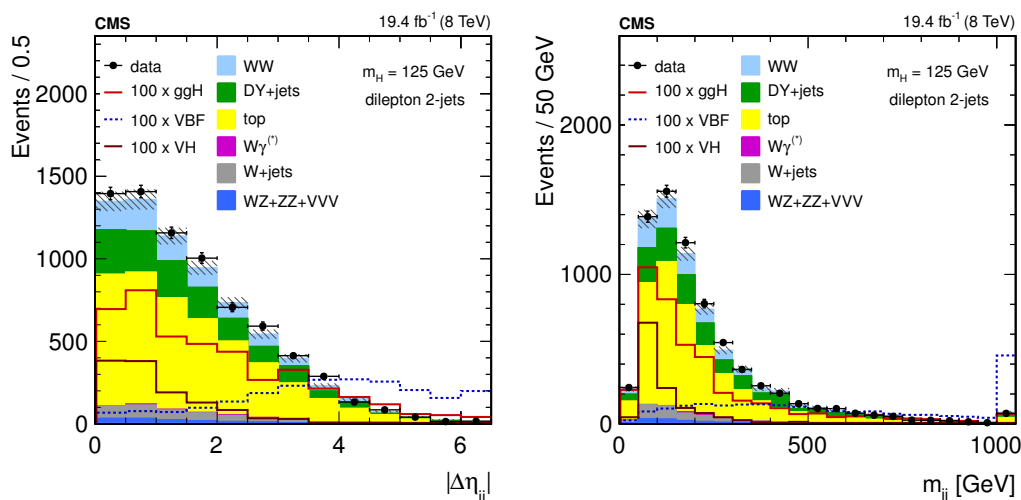 CMS
19.4 fb⁻¹ (8 TeV)
Events / 0.5
2000
1500
1000
500
0
data
100 x ggH
100 x VBF
100 x VH
WW
DY+jets
top
Wγ(*)
W+jets
WZ+ZZ+VVV
m_H = 125 GeV
dilepton 2-jets
0 2 4 6
|Δη_jj|
CMS
19.4 fb⁻¹ (8 TeV)
Events / 50 GeV
2000
1000
0
data
100 x ggH
100 x VBF
100 x VH
WW
DY+jets
top
Wγ(*)
W+jets
WZ+ZZ+VVV
m_H = 125 GeV
dilepton 2-jets
0 500 1000
m_jj [GeV]